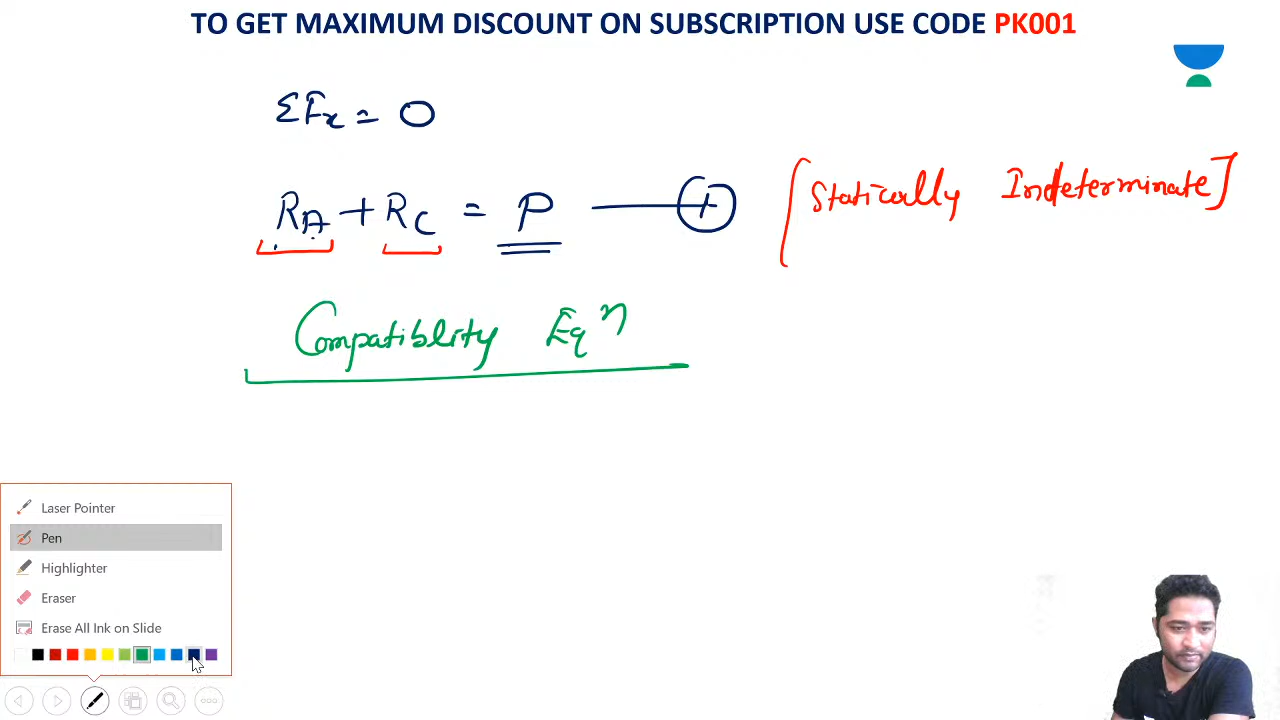 TO GET MAXIMUM DISCOUNT ON SUBSCRIPTION USE CODE PK001
ΣFx = 0
RA + RC = P — 1
[Statically Indeterminate]
Compatiblity Eqⁿ
Laser Pointer
Pen
Highlighter
Eraser
Erase All Ink on Slide